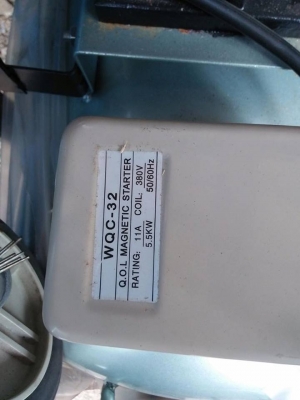 WQC-32
Q.O.L MAGNETIC STARTER
RATING: 11A COIL: 380V
5.5KW 50/60Hz